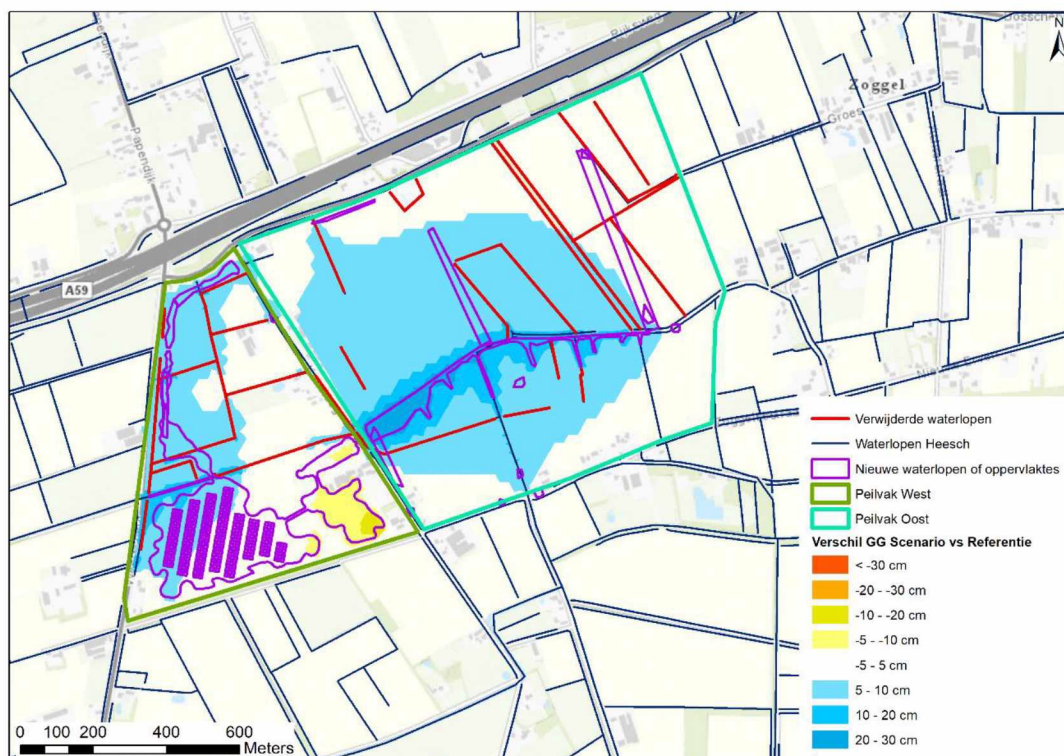 N
Rijksweg
Zoggel
Groes
Papendijk
A59
Verwijderde waterlopen
Waterlopen Heesch
Nieuwe waterlopen of oppervlaktes
Peilvak West
Peilvak Oost
Verschil GG Scenario vs Referentie
< -30 cm
-20 - -30 cm
-10 - -20 cm
-5 - -10 cm
-5 - 5 cm
5 - 10 cm
10 - 20 cm
20 - 30 cm
0 100 200 400 600
Meters